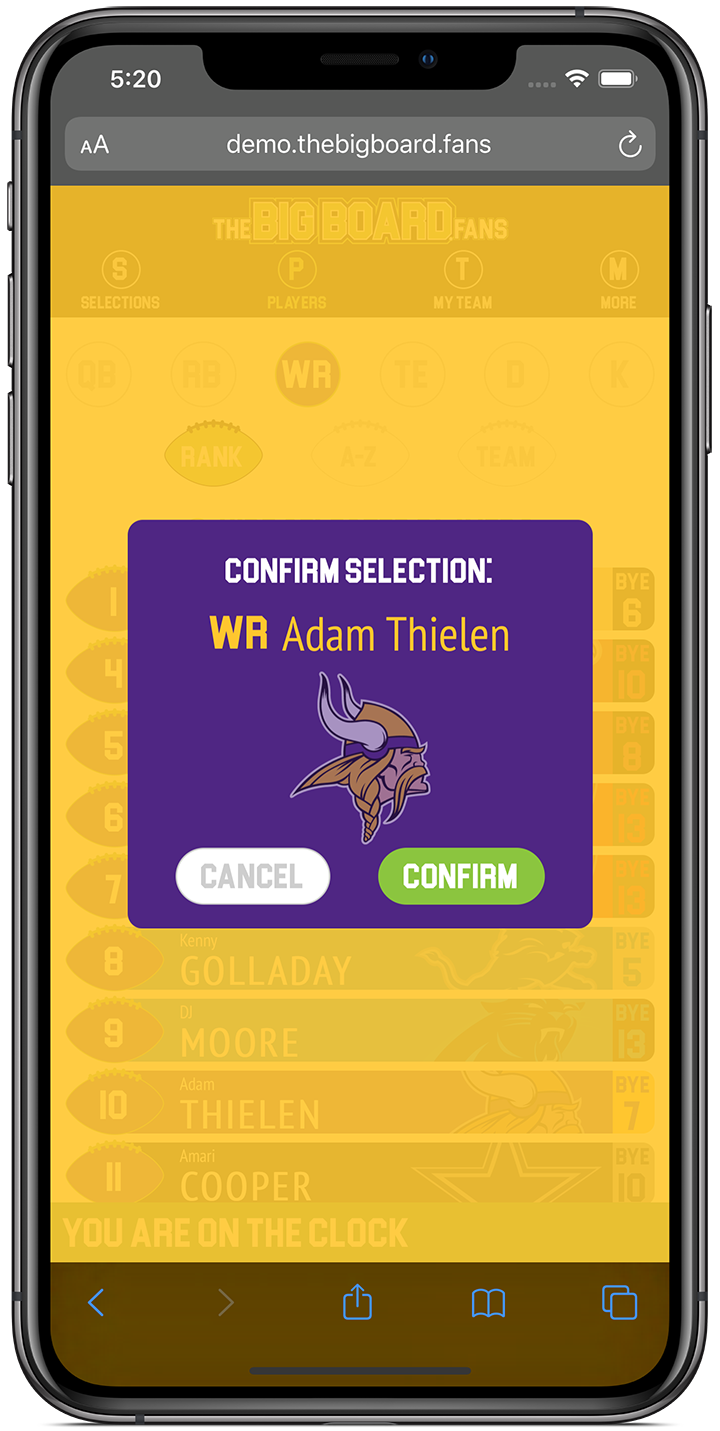 5:20
AA demo.thebigboard.fans
THE BIG BOARD .FANS
S P T M
SELECTIONS PLAYERS MY TEAM MORE
QB RB WR TE D K
RANK A-Z TEAM
CONFIRM SELECTION:
WR Adam Thielen
CANCEL CONFIRM
1 BYE 6
4 BYE 10
5 BYE 8
6 BYE 13
7 BYE 13
8 Kenny GOLLADAY BYE 5
9 DJ MOORE BYE 13
10 Adam THIELEN BYE 7
11 Amari COOPER BYE 10
YOU ARE ON THE CLOCK